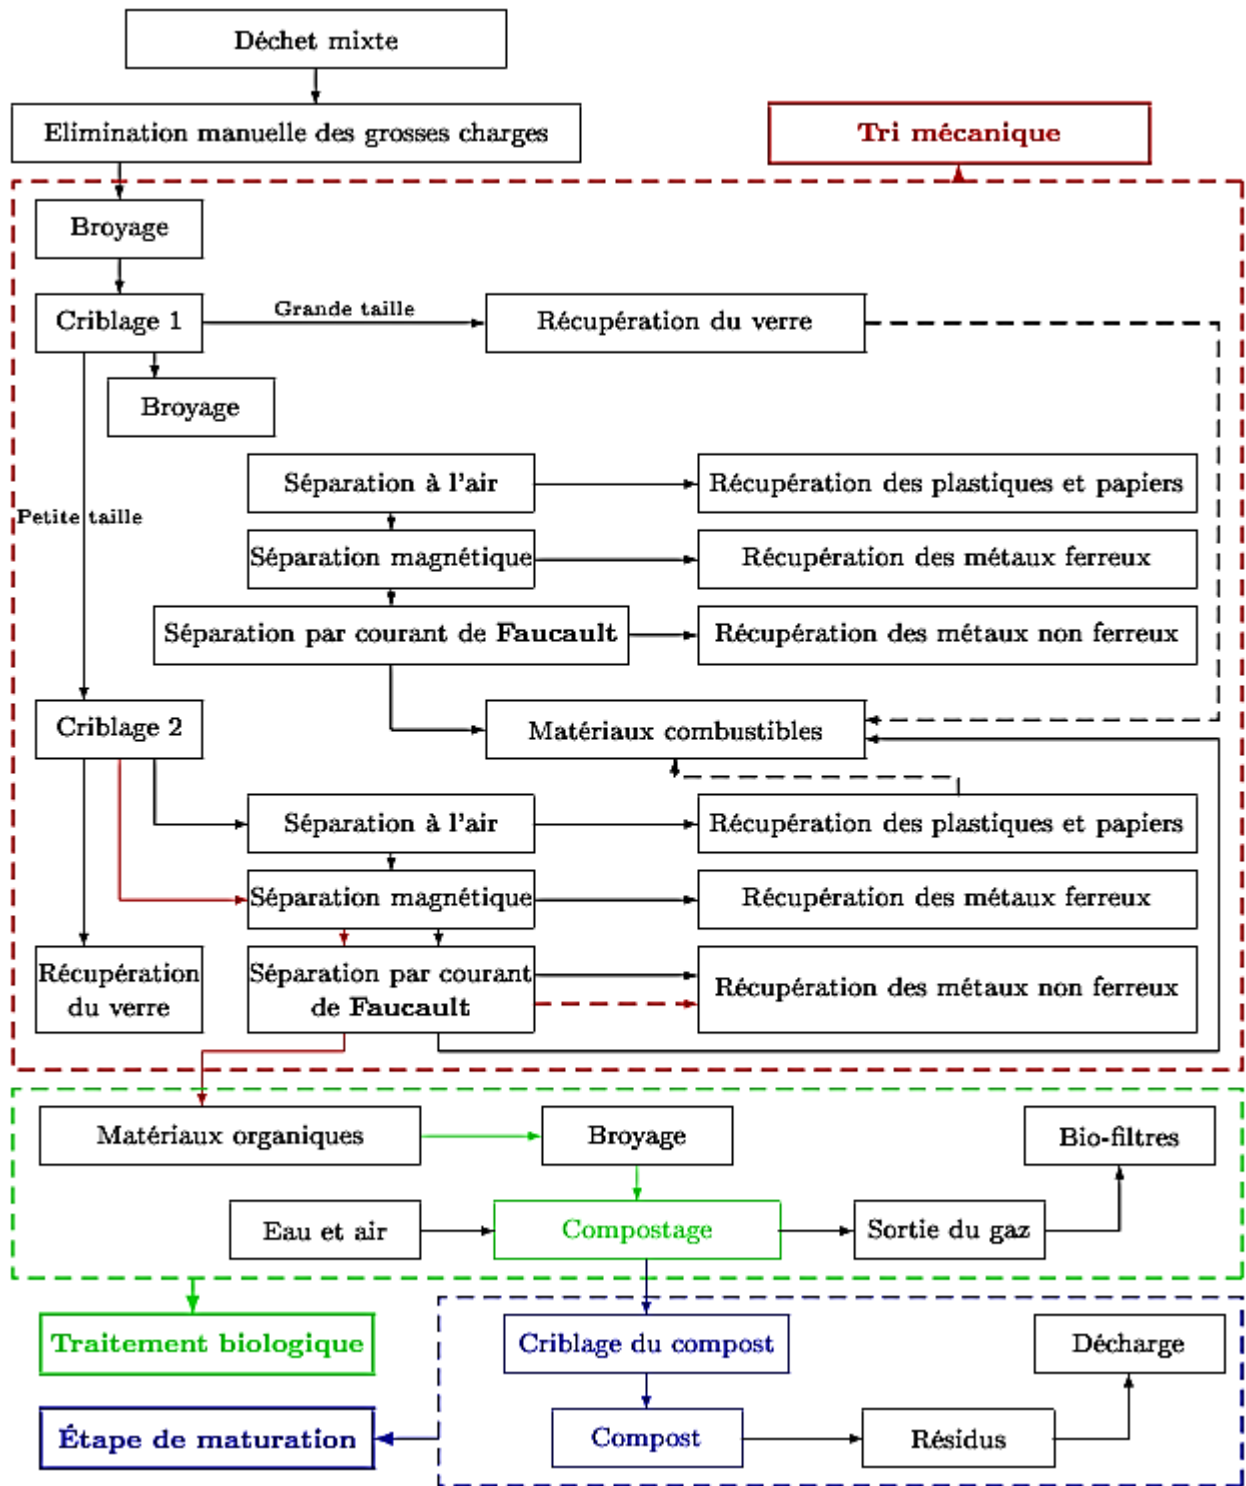 Déchet mixte
Elimination manuelle des grosses charges
Tri mécanique
Broyage
Criblage 1
Grande taille
Récupération du verre
Broyage
Séparation à l'air
Récupération des plastiques et papiers
Petite taille
Séparation magnétique
Récupération des métaux ferreux
Séparation par courant de Faucault
Récupération des métaux non ferreux
Criblage 2
Matériaux combustibles
Séparation à l'air
Récupération des plastiques et papiers
Séparation magnétique
Récupération des métaux ferreux
Récupération
du verre
Séparation par courant
de Faucault
Récupération des métaux non ferreux
Matériaux organiques
Broyage
Bio-filtres
Eau et air
Compostage
Sortie du gaz
Traitement biologique
Criblage du compost
Décharge
Étape de maturation
Compost
Résidus